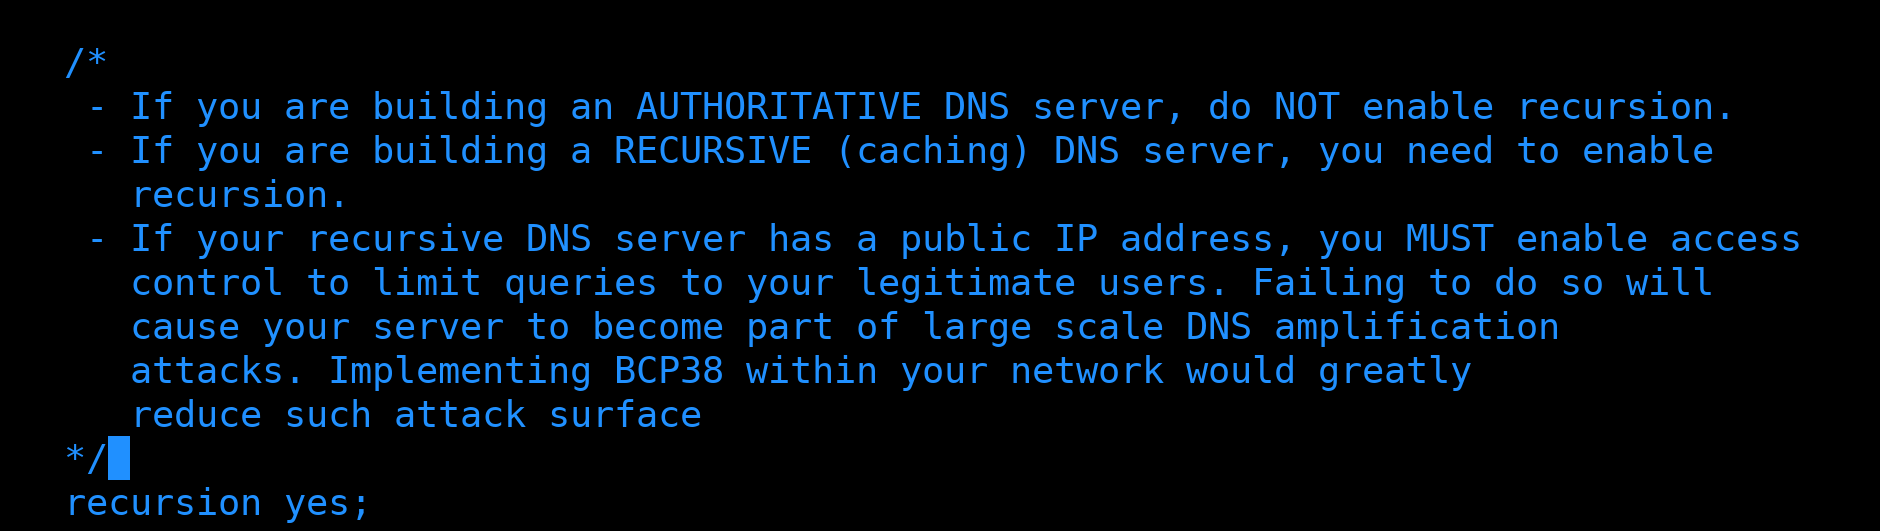 /*
- If you are building an AUTHORITATIVE DNS server, do NOT enable recursion.
- If you are building a RECURSIVE (caching) DNS server, you need to enable
recursion.
- If your recursive DNS server has a public IP address, you MUST enable access
control to limit queries to your legitimate users. Failing to do so will
cause your server to become part of large scale DNS amplification
attacks. Implementing BCP38 within your network would greatly
reduce such attack surface
*/
recursion yes;